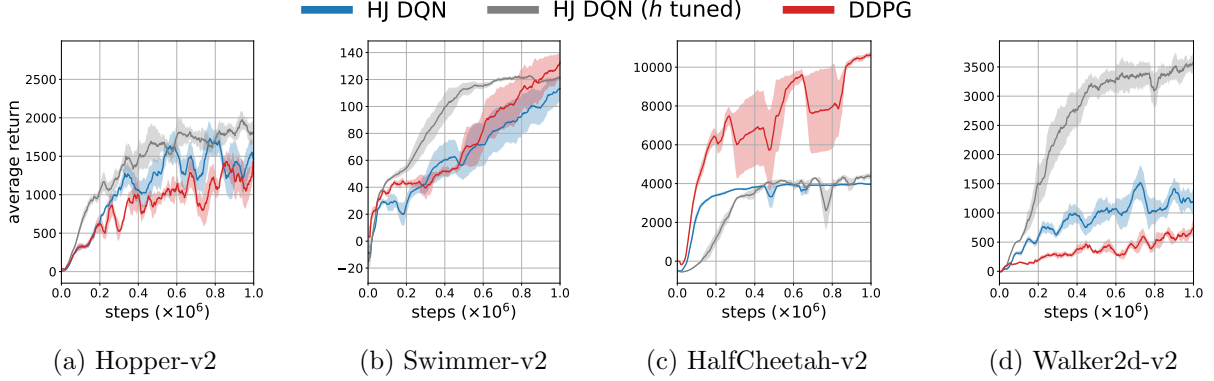 HJ DQN HJ DQN (h tuned) DDPG
average return
2500
2000
1500
1000
500
0
0.0 0.2 0.4 0.6 0.8 1.0
steps (×10⁶)
(a) Hopper-v2
140
120
100
80
60
40
20
0
−20
0.0 0.2 0.4 0.6 0.8 1.0
steps (×10⁶)
(b) Swimmer-v2
10000
8000
6000
4000
2000
0
0.0 0.2 0.4 0.6 0.8 1.0
steps (×10⁶)
(c) HalfCheetah-v2
3500
3000
2500
2000
1500
1000
500
0
0.0 0.2 0.4 0.6 0.8 1.0
steps (×10⁶)
(d) Walker2d-v2